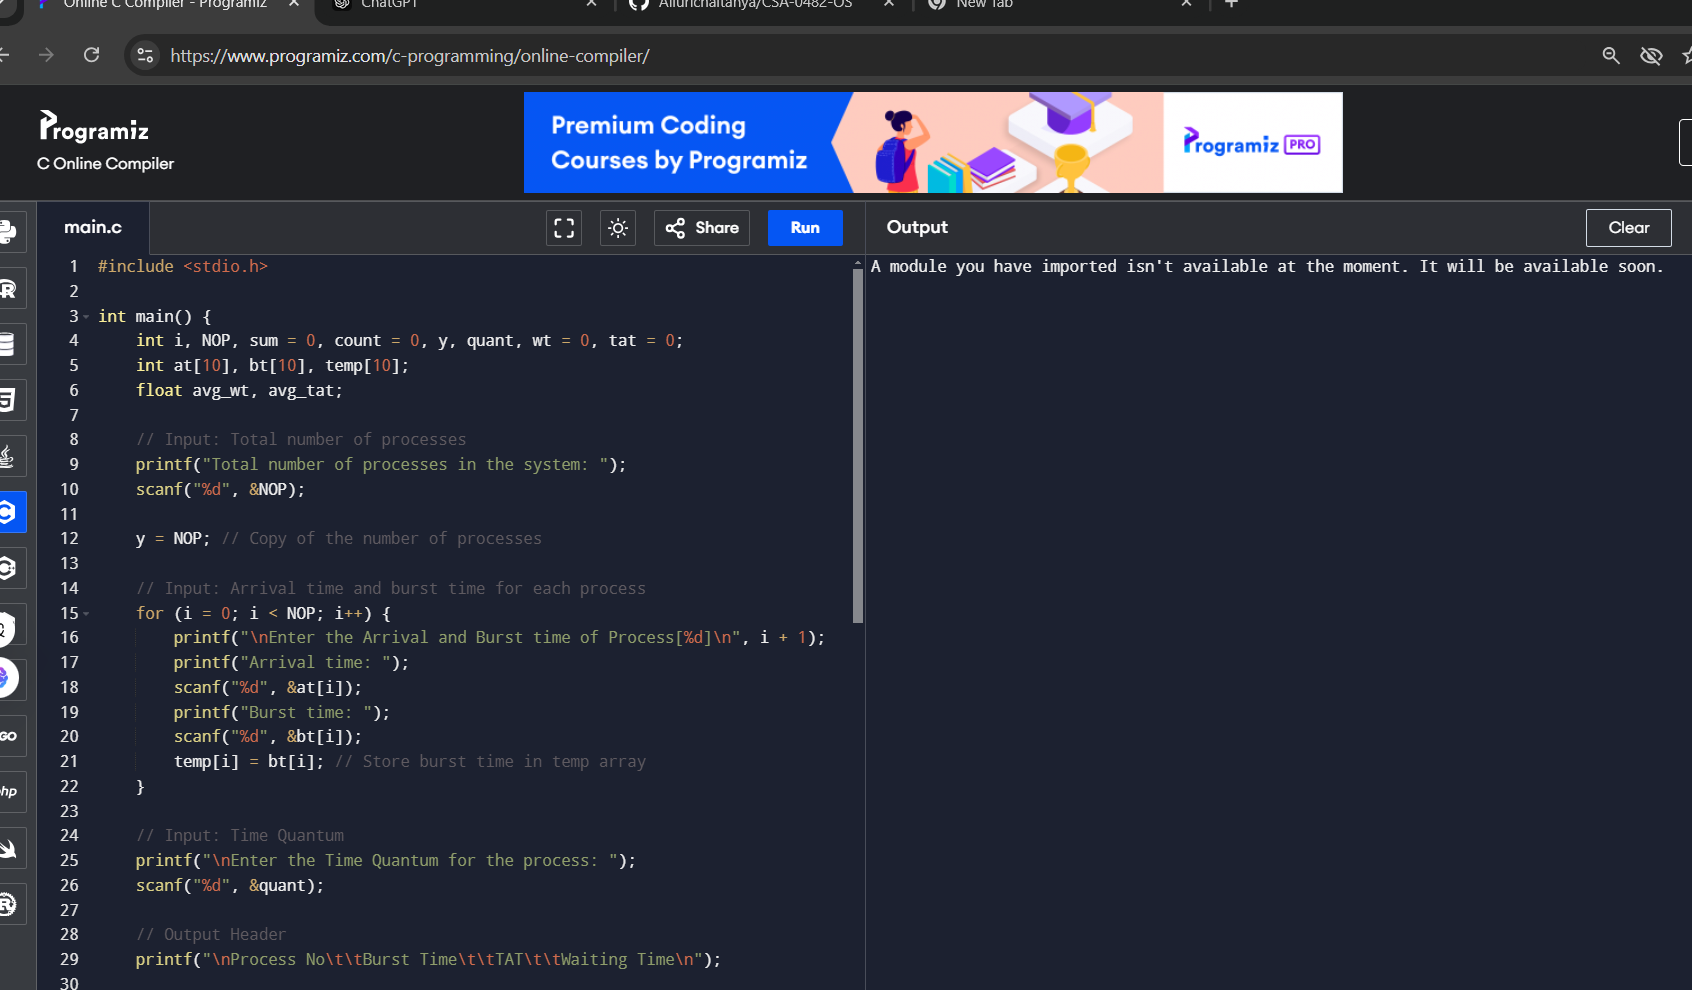 Online C Compiler - Programiz
ChatGPT
Allurichaitanya/CSA-0482-OS
New Tab
https://www.programiz.com/c-programming/online-compiler/
Programiz
C Online Compiler
Premium Coding
Courses by Programiz
Programiz PRO
main.c
Share
Run
Output
Clear
A module you have imported isn't available at the moment. It will be available soon.
1 #include <stdio.h>
2
3 int main() {
4     int i, NOP, sum = 0, count = 0, y, quant, wt = 0, tat = 0;
5     int at[10], bt[10], temp[10];
6     float avg_wt, avg_tat;
7
8     // Input: Total number of processes
9     printf("Total number of processes in the system: ");
10     scanf("%d", &NOP);
11
12     y = NOP; // Copy of the number of processes
13
14     // Input: Arrival time and burst time for each process
15     for (i = 0; i < NOP; i++) {
16         printf("\nEnter the Arrival and Burst time of Process[%d]\n", i + 1);
17         printf("Arrival time: ");
18         scanf("%d", &at[i]);
19         printf("Burst time: ");
20         scanf("%d", &bt[i]);
21         temp[i] = bt[i]; // Store burst time in temp array
22     }
23
24     // Input: Time Quantum
25     printf("\nEnter the Time Quantum for the process: ");
26     scanf("%d", &quant);
27
28     // Output Header
29     printf("\nProcess No\t\tBurst Time\t\tTAT\t\tWaiting Time\n");
30
R
5
GO
php